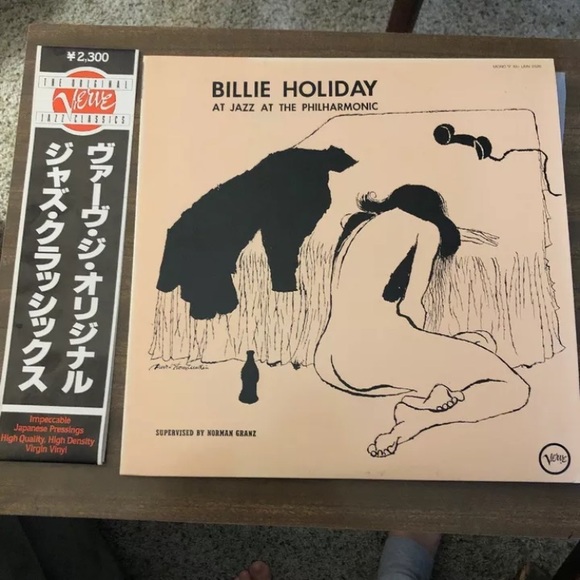 ¥2,300
THE ORIGINAL
Verve
JAZZ CLASSICS
ヴァーヴ・ジ・オリジナル
ジャズ・クラッシックス
Impeccable
Japanese Pressings
High Quality, High Density
Virgin Vinyl
BILLIE HOLIDAY
AT JAZZ AT THE PHILHARMONIC
SUPERVISED BY NORMAN GRANZ
Verve